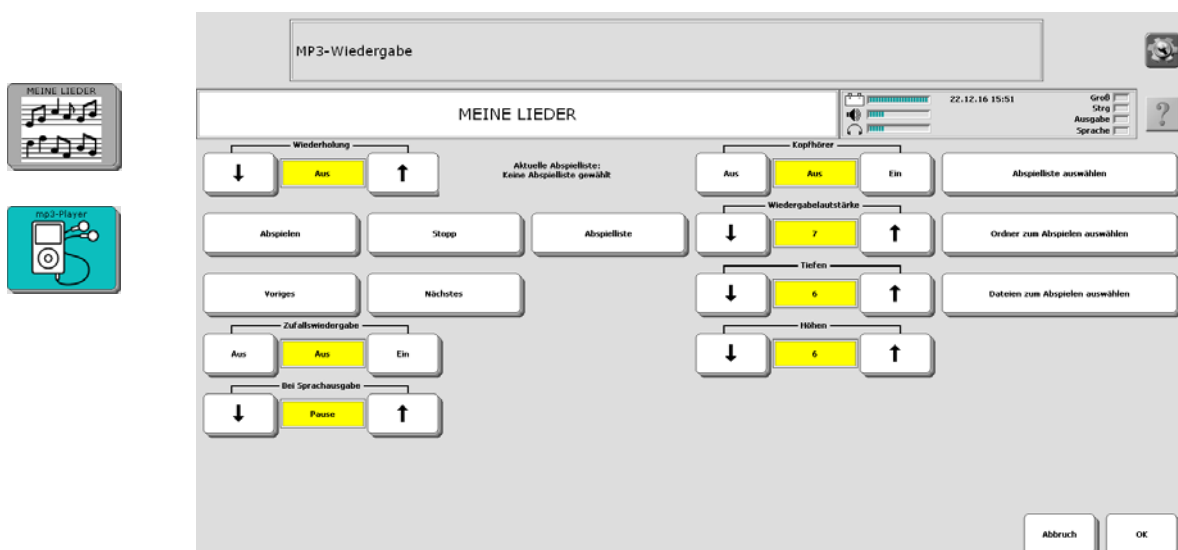 MEINE LIEDER
mp3-Player
MP3-Wiedergabe
MEINE LIEDER
22.12.16 15:51
Groß
Strg
Ausgabe
Sprache
?
Wiederholung
Aus
Aktuelle Abspielliste:
Keine Abspielliste gewählt
Kopfhörer
Aus
Aus
Ein
Abspielliste auswählen
Abspielen
Stopp
Abspielliste
Wiedergabelautstärke
7
Ordner zum Abspielen auswählen
Voriges
Nächstes
Tiefen
6
Dateien zum Abspielen auswählen
Zufallswiedergabe
Aus
Aus
Ein
Höhen
6
Bei Sprachausgabe
Pause
Abbruch
OK